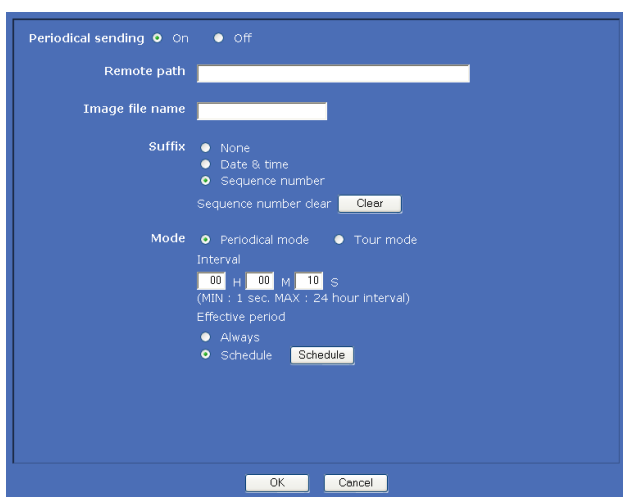 Periodical sending On Off
Remote path
Image file name
Suffix None
Date & time
Sequence number
Sequence number clear Clear
Mode Periodical mode Tour mode
Interval
00 H 00 M 10 S
(MIN : 1 sec. MAX : 24 hour interval)
Effective period
Always
Schedule Schedule
OK Cancel